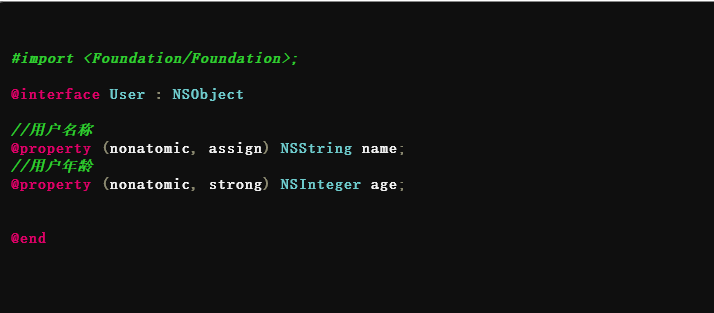 #import <Foundation/Foundation>;
@interface User : NSObject
//用户名称
@property (nonatomic, assign) NSString name;
//用户年龄
@property (nonatomic, strong) NSInteger age;
@end